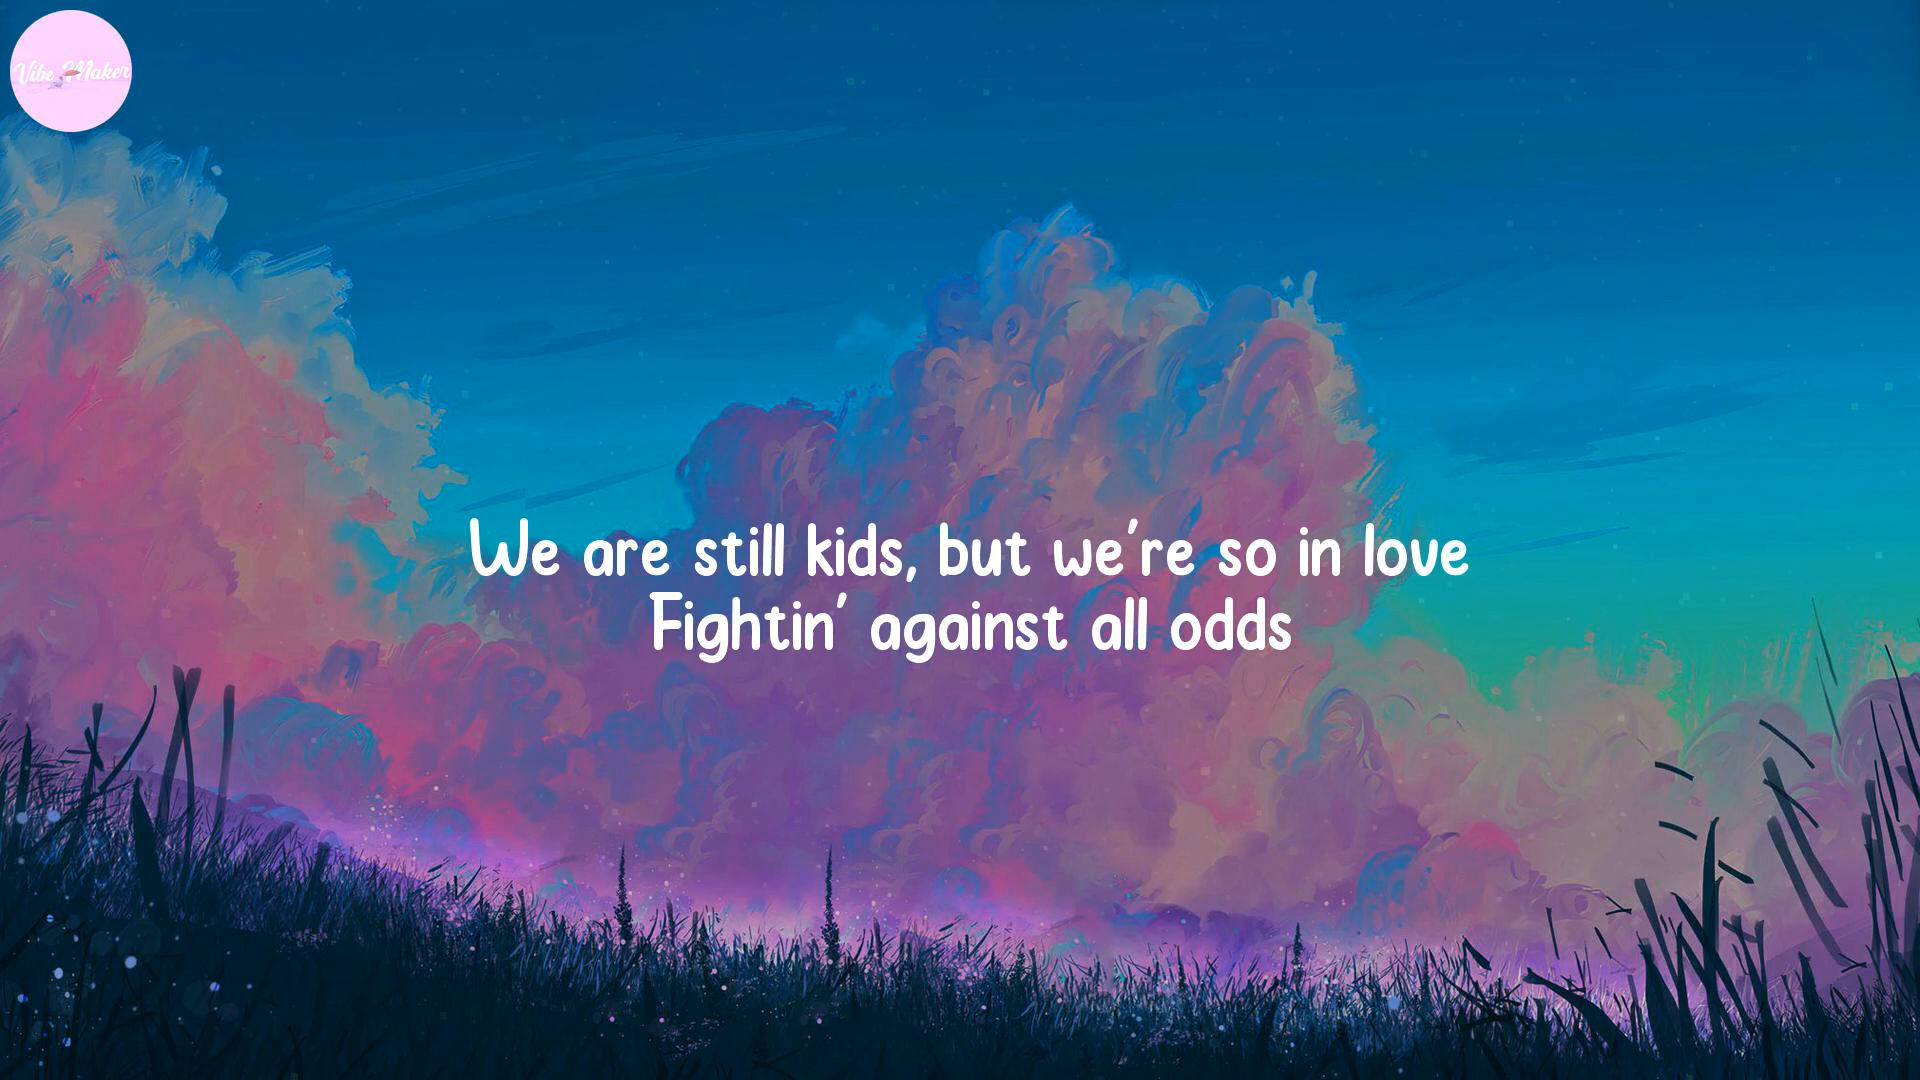 Vibe Maker
We are still kids, but we're so in love
Fightin' against all odds